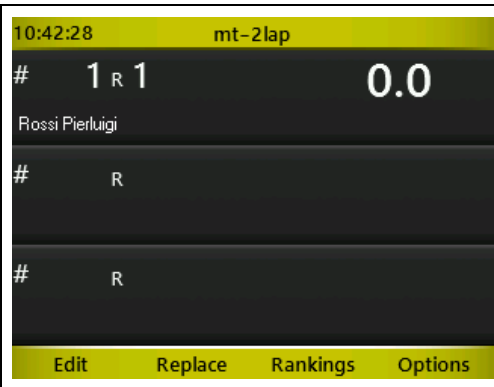 10:42:28 mt-2lap
# 1 R 1 0.0
Rossi Pierluigi
# R
# R
Edit Replace Rankings Options